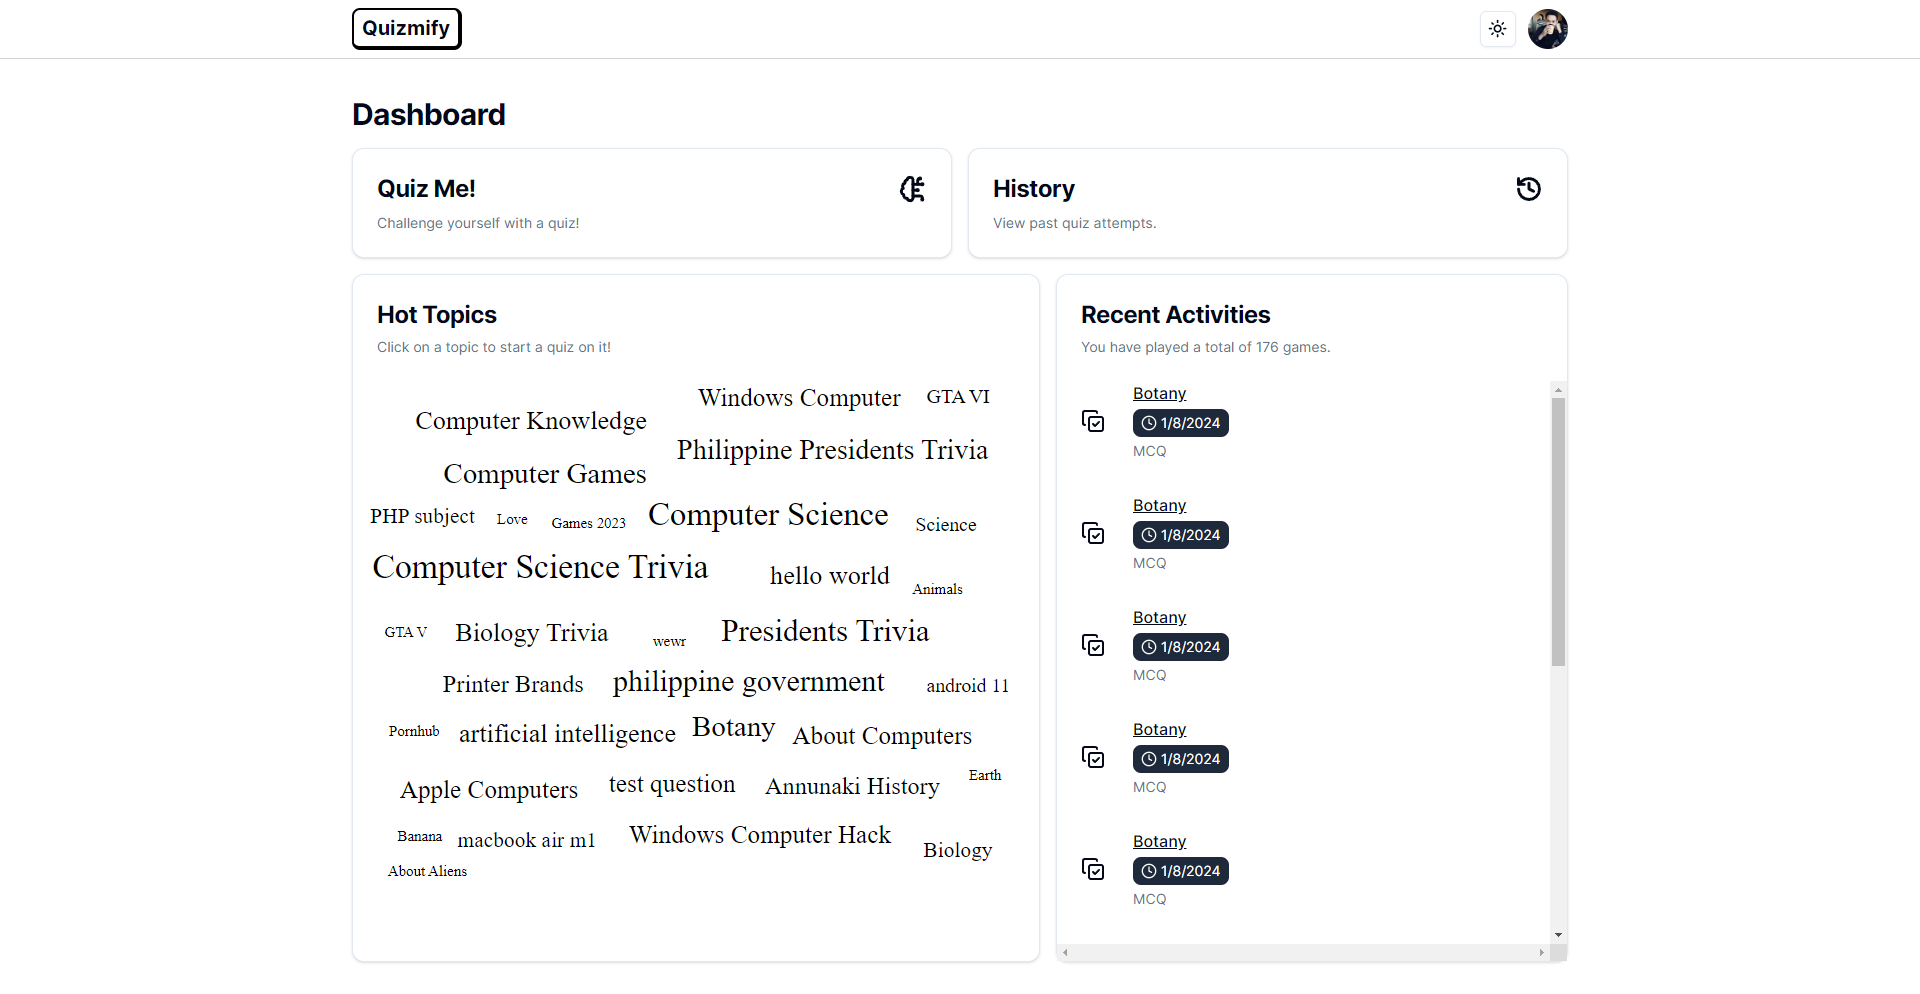 Quizmify
Dashboard
Quiz Me!
Challenge yourself with a quiz!
History
View past quiz attempts.
Hot Topics
Click on a topic to start a quiz on it!
Windows Computer
GTA VI
Computer Knowledge
Philippine Presidents Trivia
Computer Games
PHP subject
Love
Games 2023
Computer Science
Science
Computer Science Trivia
hello world
Animals
GTA V
Biology Trivia
wewr
Presidents Trivia
Printer Brands
philippine government
android 11
Pornhub
artificial intelligence
Botany
About Computers
Apple Computers
test question
Annunaki History
Earth
Banana
macbook air m1
Windows Computer Hack
Biology
About Aliens
Recent Activities
You have played a total of 176 games.
Botany
1/8/2024
MCQ
Botany
1/8/2024
MCQ
Botany
1/8/2024
MCQ
Botany
1/8/2024
MCQ
Botany
1/8/2024
MCQ